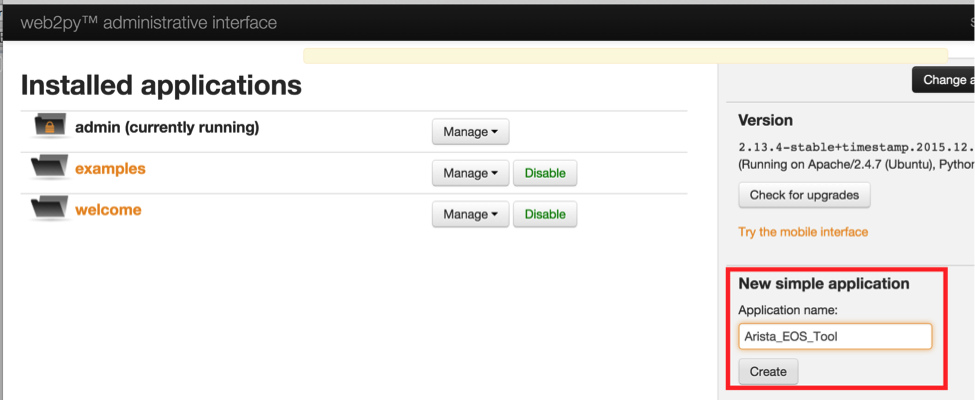 web2py™ administrative interface
Installed applications
admin (currently running)
Manage
examples
Manage
Disable
welcome
Manage
Disable
Change a
Version
2.13.4-stable+timestamp.2015.12.
(Running on Apache/2.4.7 (Ubuntu), Python
Check for upgrades
Try the mobile interface
New simple application
Application name:
Arista_EOS_Tool
Create